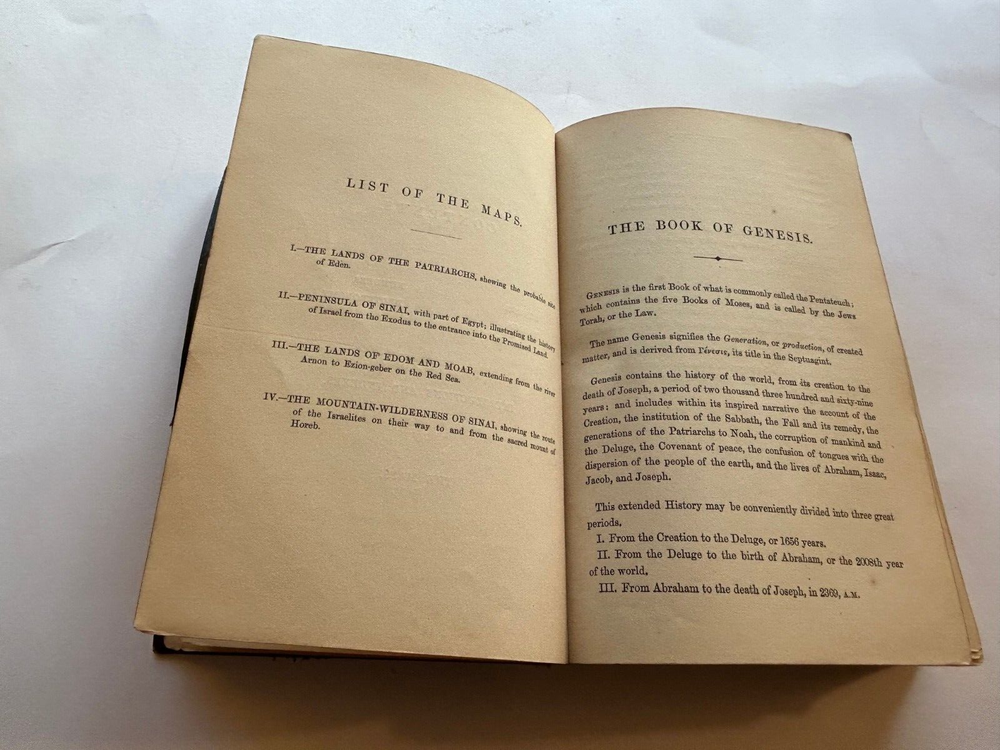 LIST OF THE MAPS.
I.—THE LANDS OF THE PATRIARCHS, shewing the probable site
of Eden.
II.—PENINSULA OF SINAI, with part of Egypt; illustrating the history
of Israel from the Exodus to the entrance into the Promised Land.
III.—THE LANDS OF EDOM AND MOAB, extending from the river
Arnon to Ezion-geber on the Red Sea.
IV.—THE MOUNTAIN-WILDERNESS OF SINAI, showing the route
of the Israelites on their way to and from the sacred mount of
Horeb.
THE BOOK OF GENESIS.
GENESIS is the first Book of what is commonly called the Pentateuch;
which contains the five Books of Moses, and is called by the Jews
Torah, or the Law.
The name Genesis signifies the Generation, or production, of created
matter, and is derived from Γένεσις, its title in the Septuagint.
Genesis contains the history of the world, from its creation to the
death of Joseph, a period of two thousand three hundred and sixty-nine
years; and includes within its inspired narrative the account of the
Creation, the institution of the Sabbath, the Fall and its remedy, the
generations of the Patriarchs to Noah, the corruption of mankind and
the Deluge, the Covenant of peace, the confusion of tongues with the
dispersion of the people of the earth, and the lives of Abraham, Isaac,
Jacob, and Joseph.
This extended History may be conveniently divided into three great
periods.
I. From the Creation to the Deluge, or 1656 years.
II. From the Deluge to the birth of Abraham, or the 2008th year
of the world.
III. From Abraham to the death of Joseph, in 2369, A.M.